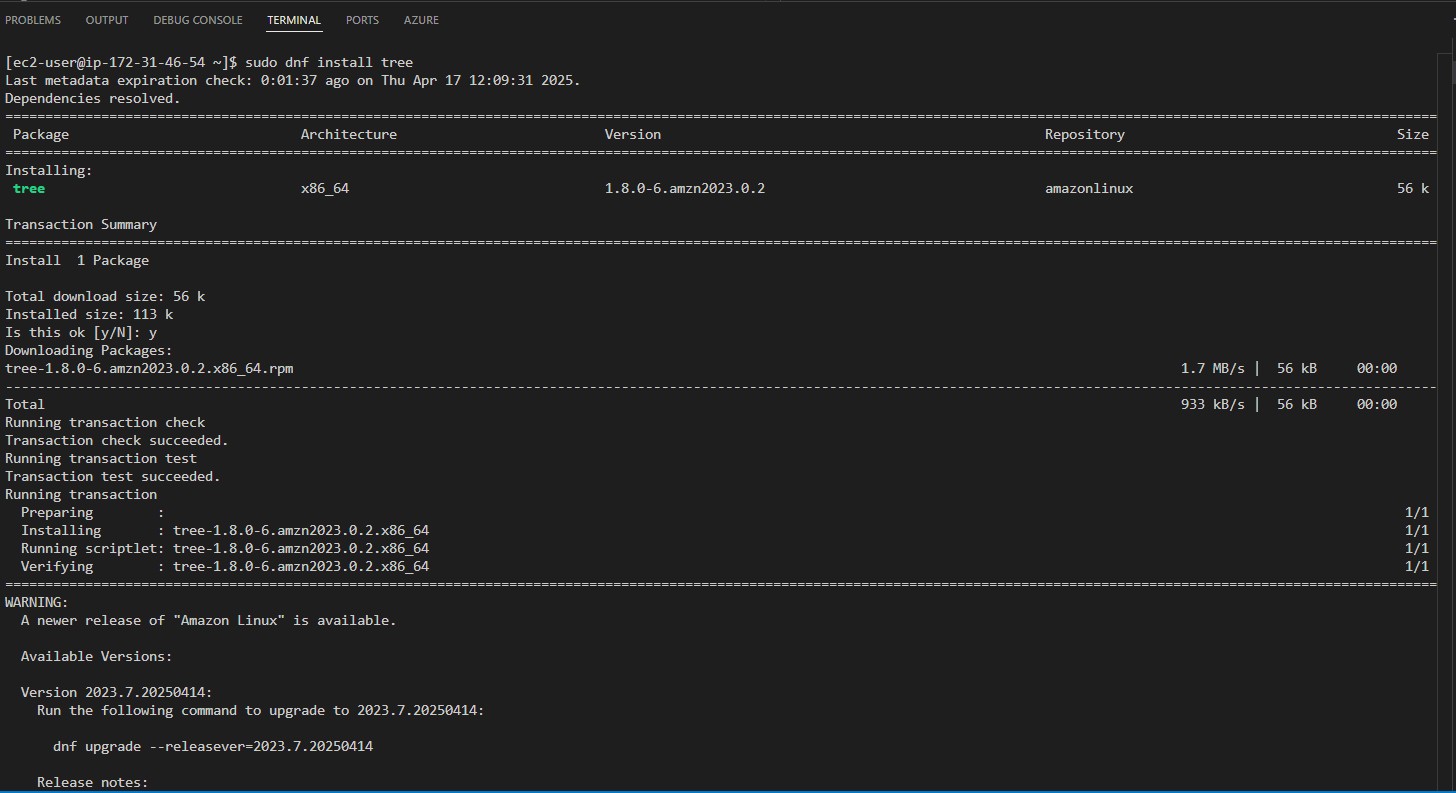 PROBLEMS OUTPUT DEBUG CONSOLE TERMINAL PORTS AZURE
[ec2-user@ip-172-31-46-54 ~]$ sudo dnf install tree
Last metadata expiration check: 0:01:37 ago on Thu Apr 17 12:09:31 2025.
Dependencies resolved.
================================================================================
Package Architecture Version Repository Size
================================================================================
Installing:
tree x86_64 1.8.0-6.amzn2023.0.2 amazonlinux 56 k
Transaction Summary
================================================================================
Install  1 Package
Total download size: 56 k
Installed size: 113 k
Is this ok [y/N]: y
Downloading Packages:
tree-1.8.0-6.amzn2023.0.2.x86_64.rpm 1.7 MB/s | 56 kB 00:00
--------------------------------------------------------------------------------
Total 933 kB/s | 56 kB 00:00
Running transaction check
Transaction check succeeded.
Running transaction test
Transaction test succeeded.
Running transaction
Preparing : 1/1
Installing : tree-1.8.0-6.amzn2023.0.2.x86_64 1/1
Running scriptlet: tree-1.8.0-6.amzn2023.0.2.x86_64 1/1
Verifying : tree-1.8.0-6.amzn2023.0.2.x86_64 1/1
================================================================================
WARNING:
A newer release of "Amazon Linux" is available.
Available Versions:
Version 2023.7.20250414:
Run the following command to upgrade to 2023.7.20250414:
dnf upgrade --releasever=2023.7.20250414
Release notes: